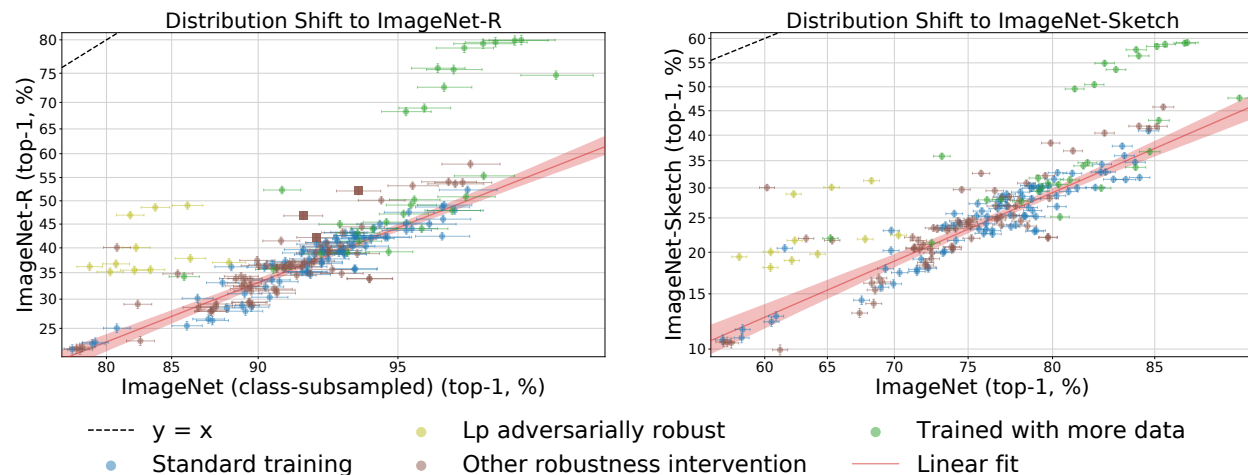 Distribution Shift to ImageNet-R
80
75
70
65
60
55
50
45
40
35
30
25
ImageNet-R (top-1, %)
80
85
90
95
ImageNet (class-subsampled) (top-1, %)
Distribution Shift to ImageNet-Sketch
60
55
50
45
40
35
30
25
20
15
10
ImageNet-Sketch (top-1, %)
60
65
70
75
80
85
ImageNet (top-1, %)
y = x
Lp adversarially robust
Trained with more data
Standard training
Other robustness intervention
Linear fit